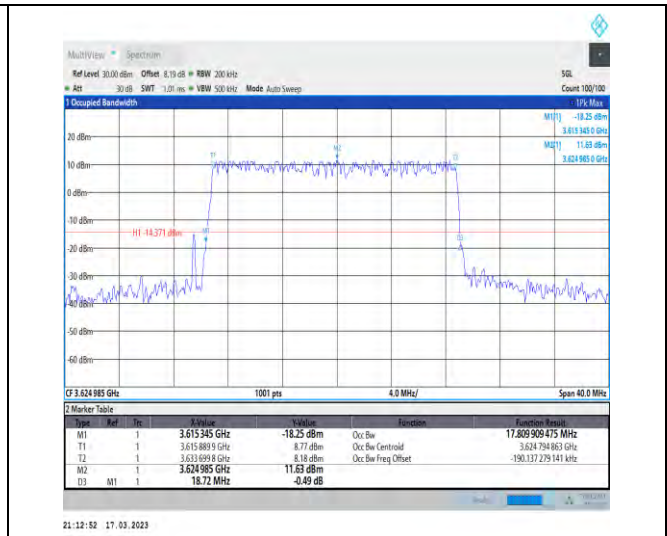 MultiView Spectrum
Ref Level 30.00 dBm Offset 8.19 dB RBW 200 kHz SGL
Att 30 dB SWT 1.01 ms VBW 500 kHz Mode Auto Sweep Count 100/100
1 Occupied Bandwidth 1Pk Max
M1[1] -18.25 dBm
3.615 345 0 GHz
M2[1] 11.63 dBm
3.624 985 0 GHz
20 dBm
10 dBm
0 dBm
-10 dBm
H1 -14.371 dBm
-20 dBm
-30 dBm
-40 dBm
-50 dBm
-60 dBm
T1
M2
T2
M1
D3
CF 3.624 985 GHz 1001 pts 4.0 MHz/ Span 40.0 MHz
2 Marker Table
Type Ref Trc X-Value Y-Value Function Function Result
M1 1 3.615345 GHz -18.25 dBm Occ Bw 17.809 909 475 MHz
T1 1 3.615 889 9 GHz 8.77 dBm Occ Bw Centroid 3.624 794 863 GHz
T2 1 3.633 699 8 GHz 8.18 dBm Occ Bw Freq Offset -190.137 279 141 kHz
M2 1 3.624 985 GHz 11.63 dBm
D3 M1 1 18.72 MHz -0.49 dB
21:12:52 17.03.2023